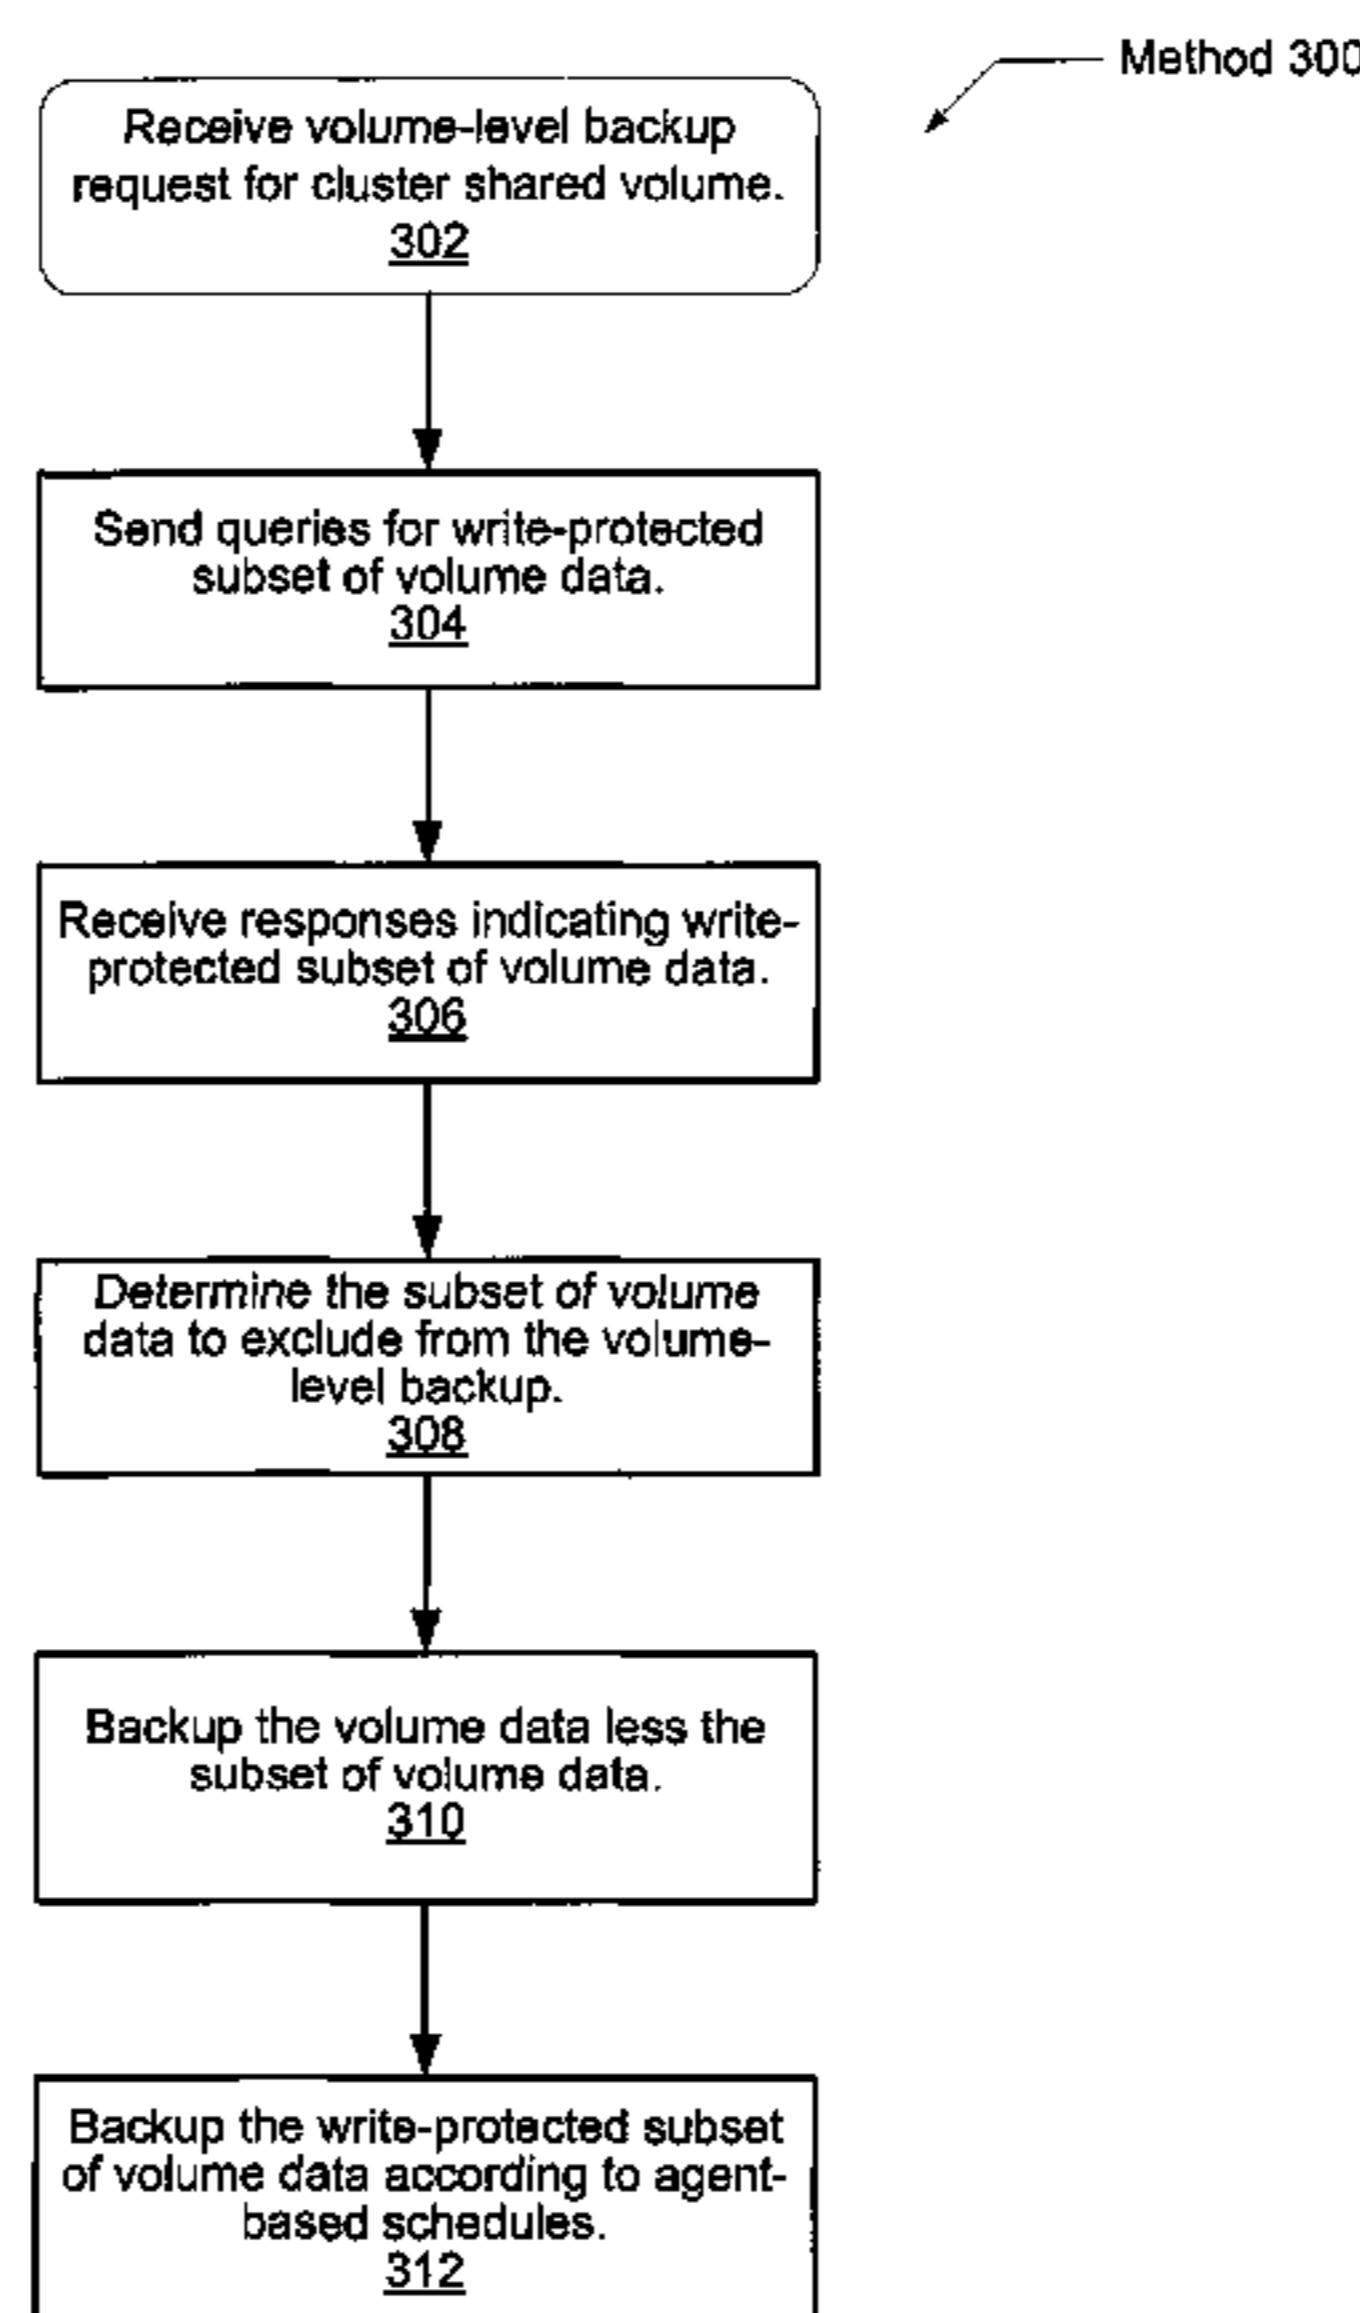 Method 300
Receive volume-level backup
request for cluster shared volume.
302
Send queries for write-protected
subset of volume data.
304
Receive responses indicating write-
protected subset of volume data.
306
Determine the subset of volume
data to exclude from the volume-
level backup.
308
Backup the volume data less the
subset of volume data.
310
Backup the write-protected subset
of volume data according to agent-
based schedules.
312